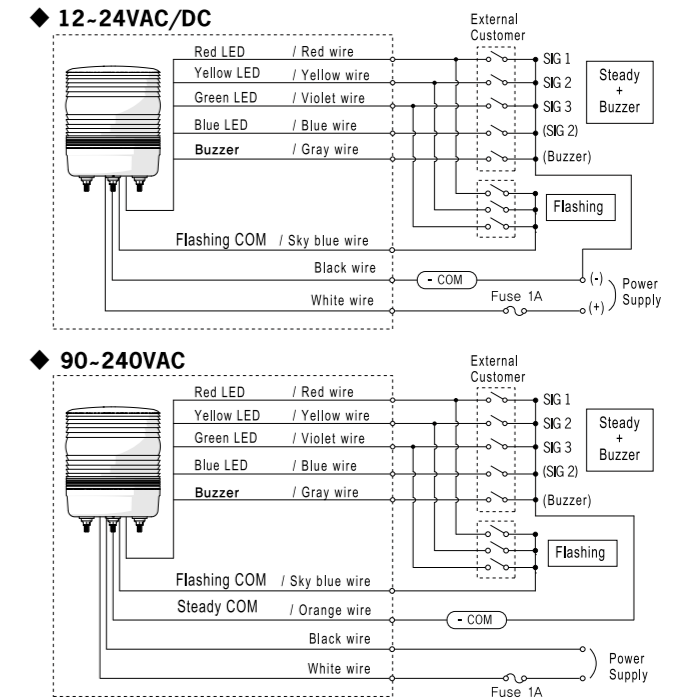 ◆ 12~24VAC/DC
External
Customer
Red LED / Red wire
SIG 1
Yellow LED / Yellow wire
SIG 2
Green LED / Violet wire
SIG 3
Blue LED / Blue wire
(SIG 2)
Buzzer / Gray wire
(Buzzer)
Steady
+
Buzzer
Flashing
Flashing COM / Sky blue wire
Black wire
- COM
(-)
White wire
Fuse 1A
(+)
Power
Supply
◆ 90~240VAC
External
Customer
Red LED / Red wire
SIG 1
Yellow LED / Yellow wire
SIG 2
Green LED / Violet wire
SIG 3
Blue LED / Blue wire
(SIG 2)
Buzzer / Gray wire
(Buzzer)
Steady
+
Buzzer
Flashing
Flashing COM / Sky blue wire
Steady COM / Orange wire
- COM
Black wire
White wire
Fuse 1A
Power
Supply